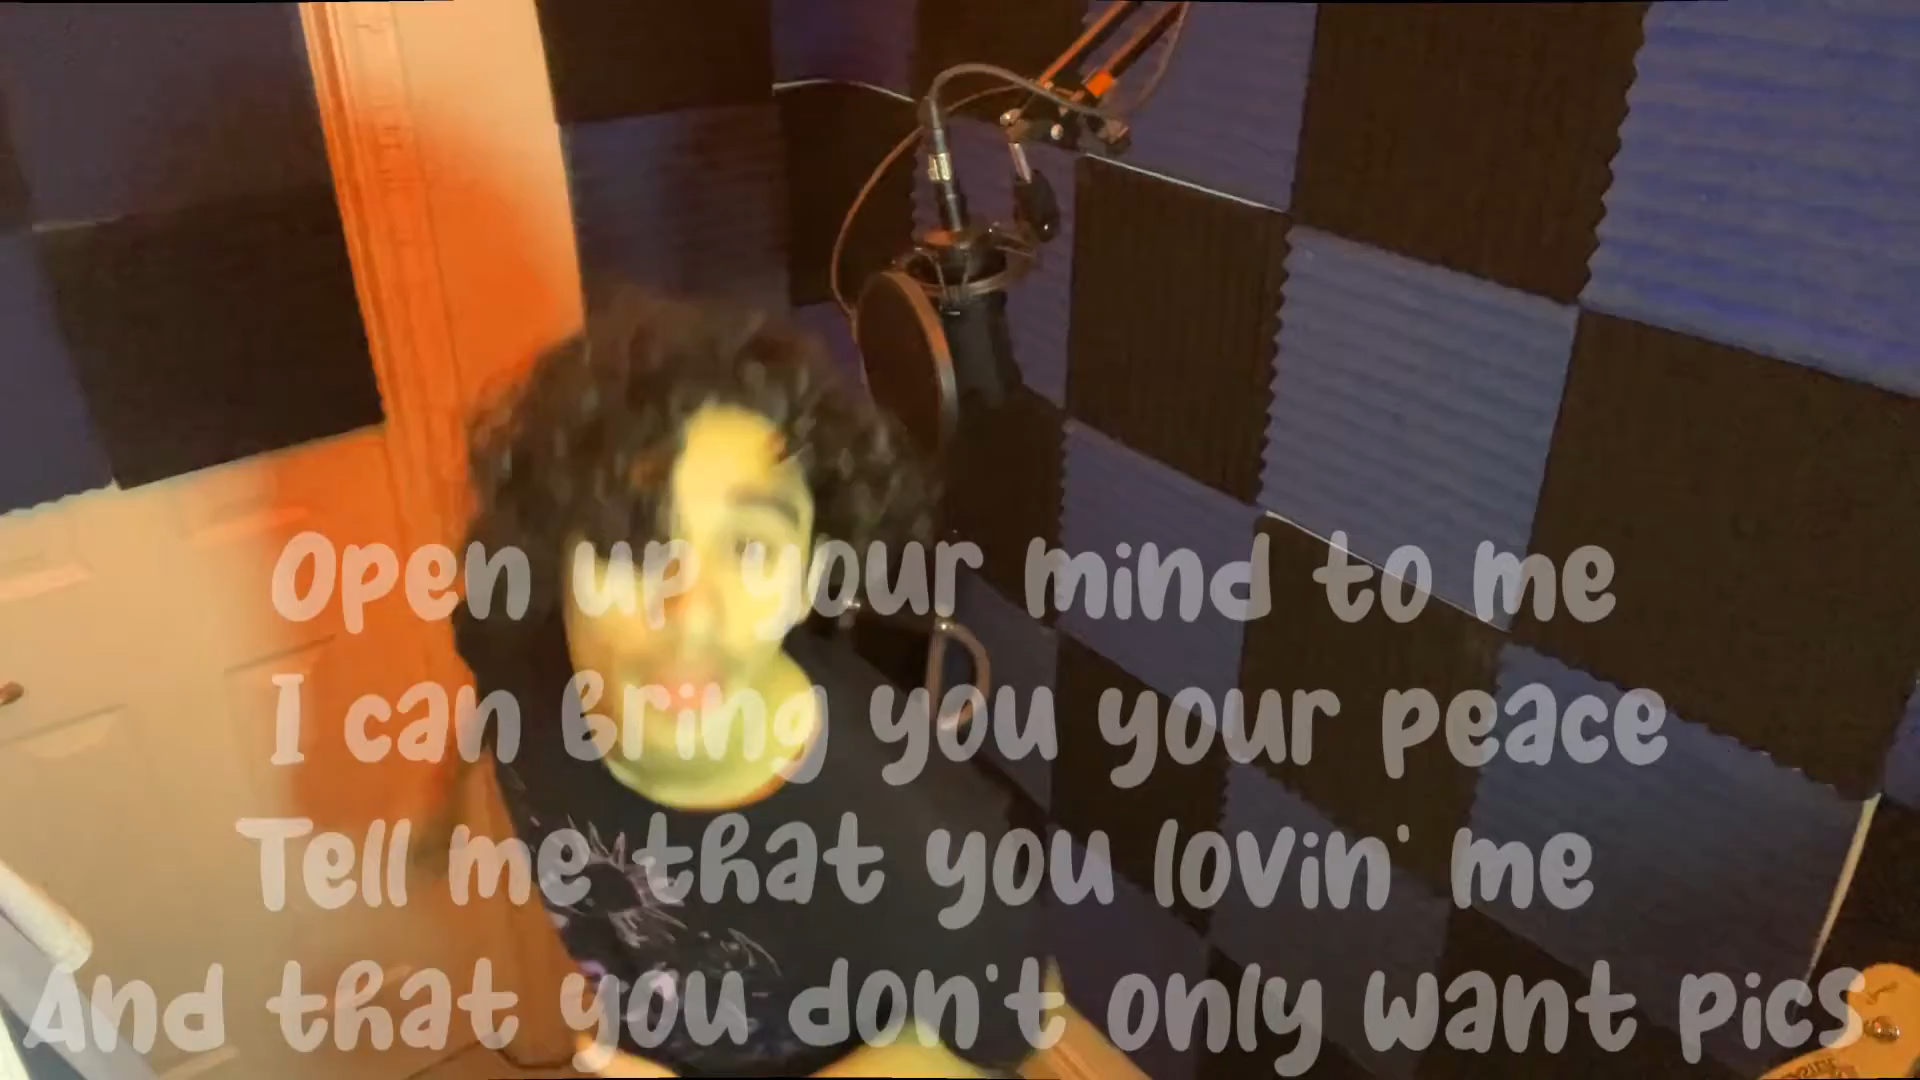 Open up your mind to me
I can bring you your peace
Tell me that you lovin' me
And that you don't only want pics